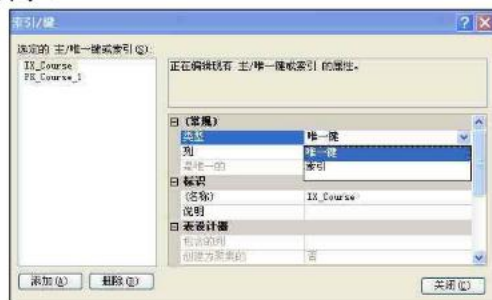 索引/键
选定的 主/唯一键或索引(S):
IX_Course
PK_Course_1
正在编辑现有 主/唯一键或索引 的属性。
(常规)
类型 唯一键
列 唯一键
是唯一的 索引
标识
(名称) IX_Course
说明
表设计器
包含的列
创建为聚集的 否
添加(A) 删除(D) 关闭(C)